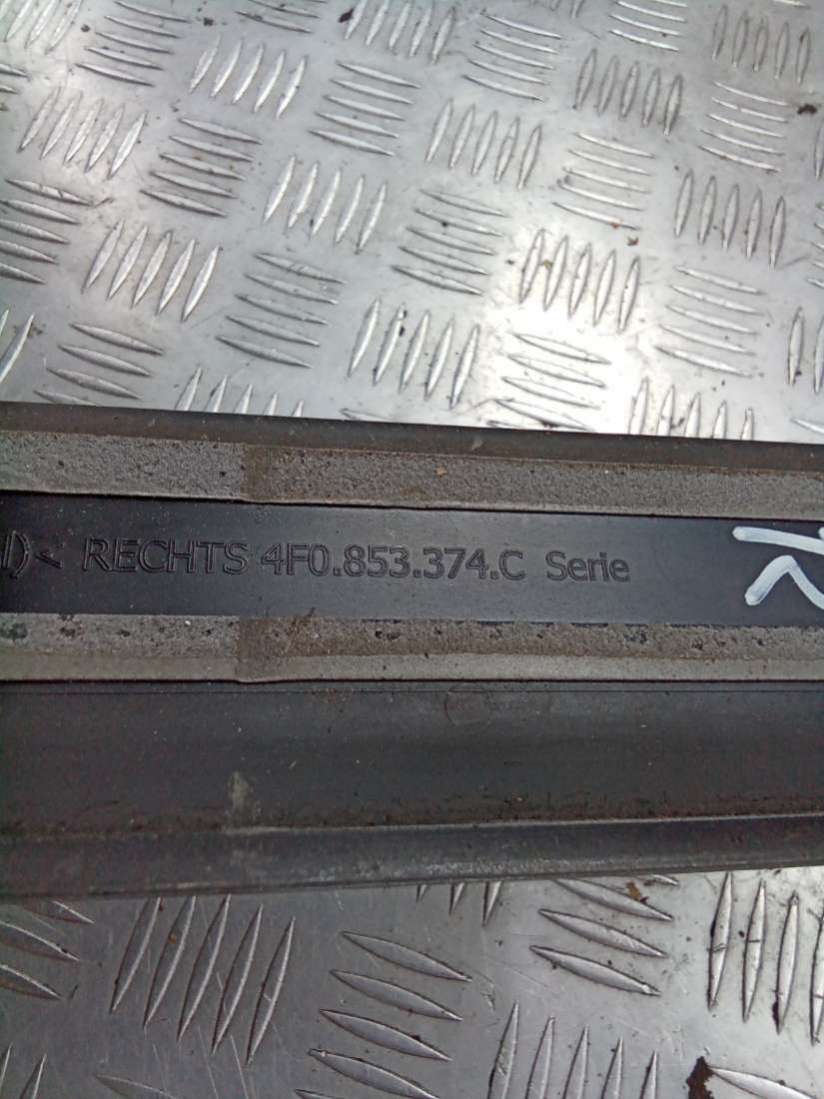 )< RECHTS 4F0.853.374.C Serie